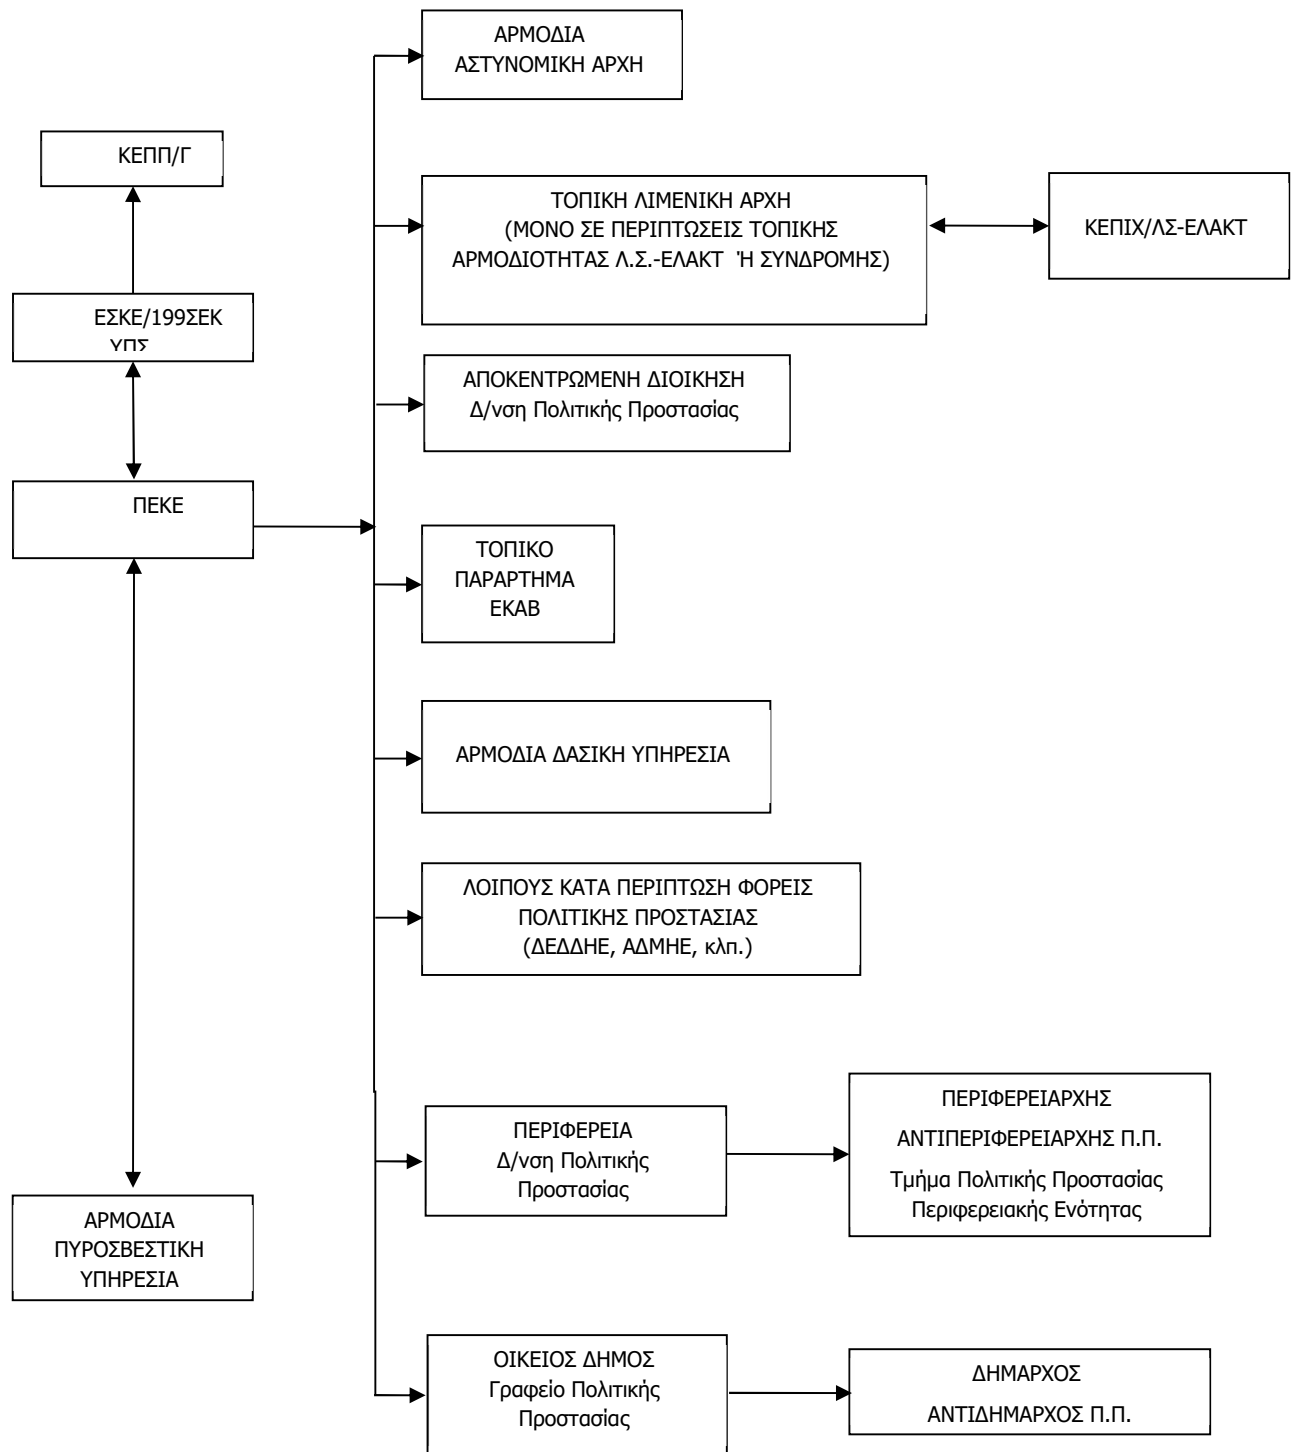 ΑΡΜΟΔΙΑ
ΑΣΤΥΝΟΜΙΚΗ ΑΡΧΗ
ΚΕΠΠ/Γ
ΤΟΠΙΚΗ ΛΙΜΕΝΙΚΗ ΑΡΧΗ
(ΜΟΝΟ ΣΕ ΠΕΡΙΠΤΩΣΕΙΣ ΤΟΠΙΚΗΣ
ΑΡΜΟΔΙΟΤΗΤΑΣ Λ.Σ.-ΕΛΑΚΤ Ή ΣΥΝΔΡΟΜΗΣ)
ΚΕΠΙΧ/ΛΣ-ΕΛΑΚΤ
ΕΣΚΕ/199ΣΕΚ
ΥΠΣ
ΑΠΟΚΕΝΤΡΩΜΕΝΗ ΔΙΟΙΚΗΣΗ
Δ/νση Πολιτικής Προστασίας
ΠΕΚΕ
ΤΟΠΙΚΟ
ΠΑΡΑΡΤΗΜΑ
ΕΚΑΒ
ΑΡΜΟΔΙΑ ΔΑΣΙΚΗ ΥΠΗΡΕΣΙΑ
ΛΟΙΠΟΥΣ ΚΑΤΑ ΠΕΡΙΠΤΩΣΗ ΦΟΡΕΙΣ
ΠΟΛΙΤΙΚΗΣ ΠΡΟΣΤΑΣΙΑΣ
(ΔΕΔΔΗΕ, ΑΔΜΗΕ, κλπ.)
ΠΕΡΙΦΕΡΕΙΑ
Δ/νση Πολιτικής
Προστασίας
ΠΕΡΙΦΕΡΕΙΑΡΧΗΣ
ΑΝΤΙΠΕΡΙΦΕΡΕΙΑΡΧΗΣ Π.Π.
Τμήμα Πολιτικής Προστασίας
Περιφερειακής Ενότητας
ΑΡΜΟΔΙΑ
ΠΥΡΟΣΒΕΣΤΙΚΗ
ΥΠΗΡΕΣΙΑ
ΟΙΚΕΙΟΣ ΔΗΜΟΣ
Γραφείο Πολιτικής
Προστασίας
ΔΗΜΑΡΧΟΣ
ΑΝΤΙΔΗΜΑΡΧΟΣ Π.Π.